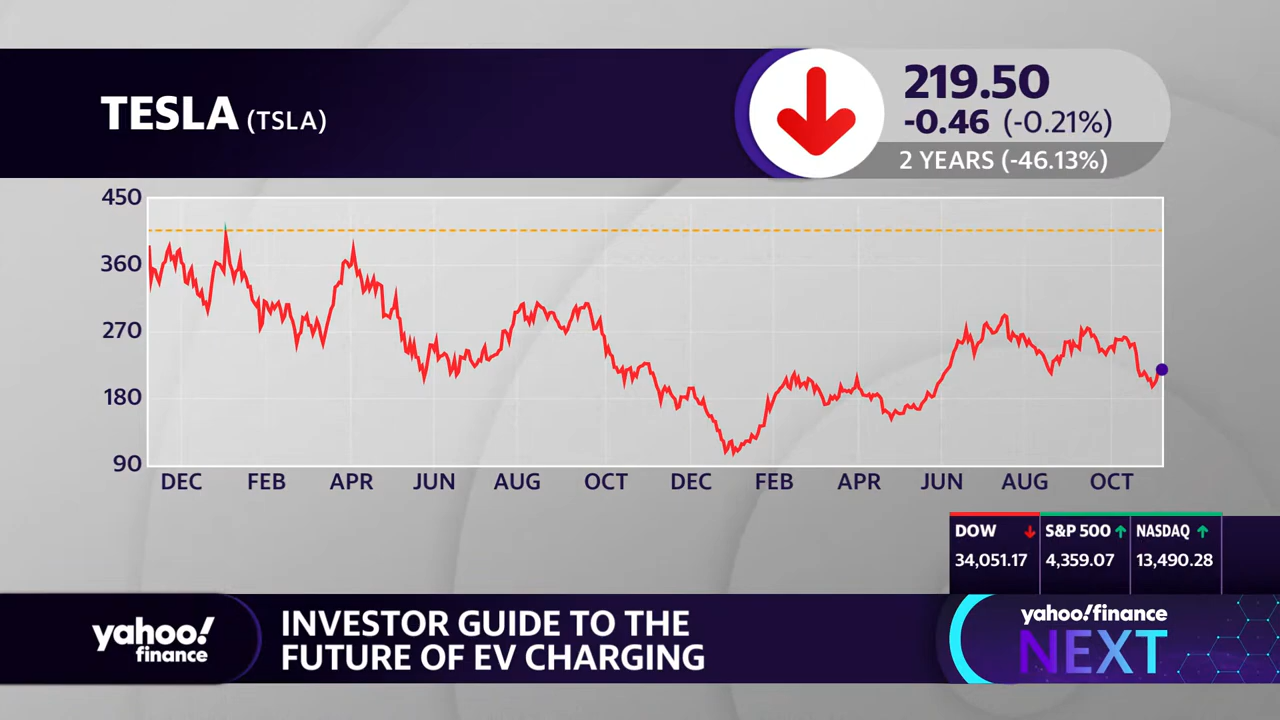 TESLA (TSLA)
219.50
-0.46 (-0.21%)
2 YEARS (-46.13%)
450
360
270
180
90
DEC FEB APR JUN AUG OCT DEC FEB APR JUN AUG OCT
DOW S&P 500 NASDAQ
34,051.17 4,359.07 13,490.28
yahoo!
finance
INVESTOR GUIDE TO THE
FUTURE OF EV CHARGING
yahoo!finance
NEXT